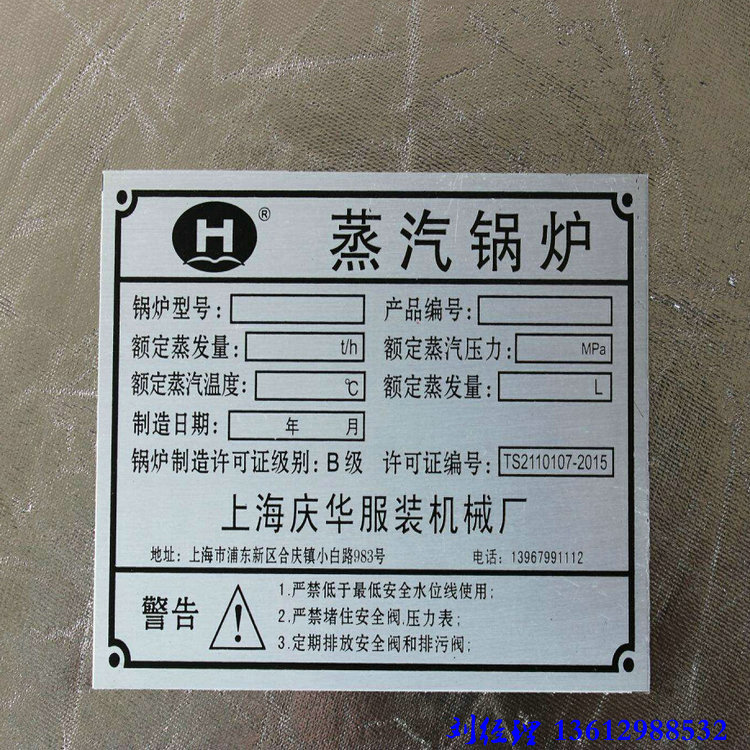 H ®
蒸汽锅炉
锅炉型号: 产品编号:
额定蒸发量: t/h 额定蒸汽压力: MPa
额定蒸汽温度: ℃ 额定蒸发量: L
制造日期: 年 月
锅炉制造许可证级别: B 级 许可证编号: TS2110107-2015
上海庆华服装机械厂
地址: 上海市浦东新区合庆镇小白路983号 电话: 13967991112
警告
1.严禁低于最低安全水位线使用;
2.严禁堵住安全阀.压力表;
3.定期排放安全阀和排污阀;
13612988532